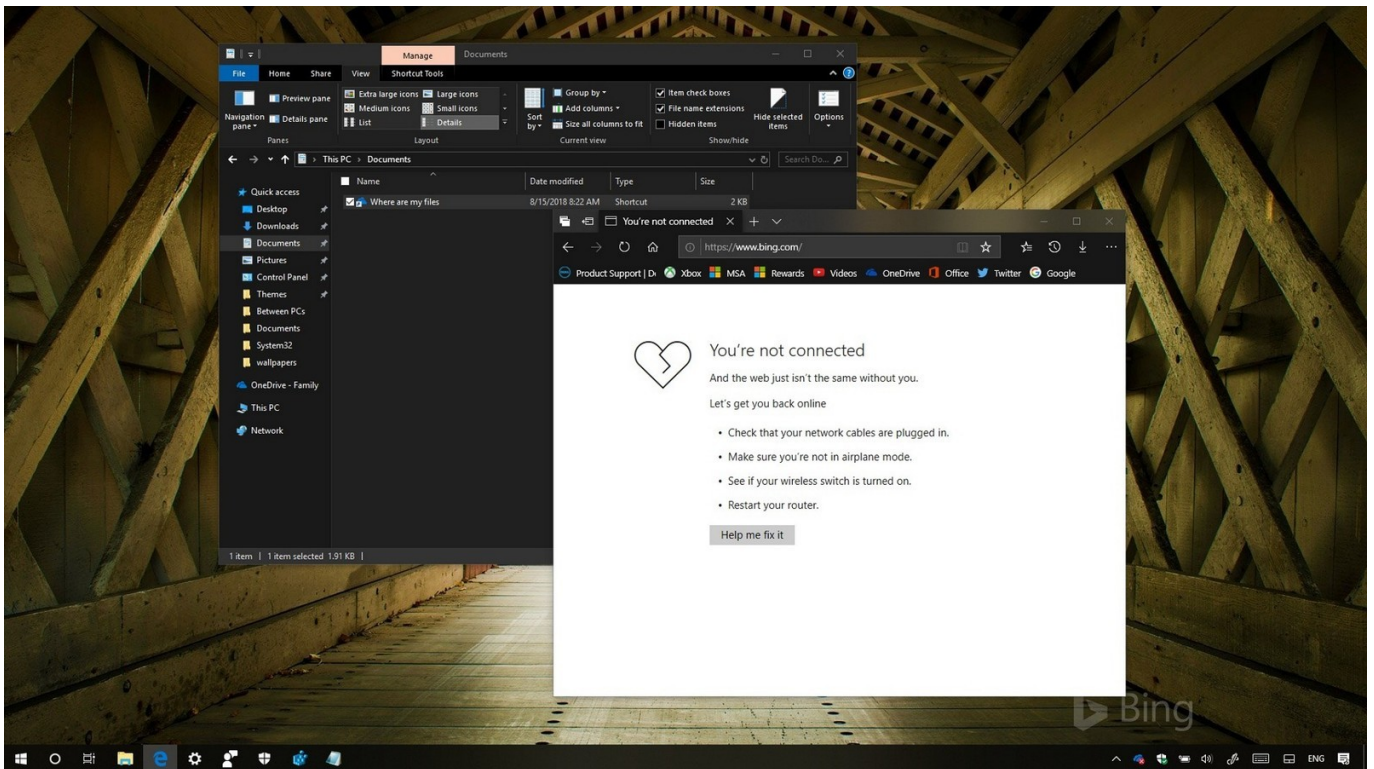 Manage
Documents
File Home Share View Shortcut Tools
Navigation pane
Preview pane
Details pane
Panes
Extra large icons Large icons
Medium icons Small icons
List Details
Layout
Sort by
Group by
Add columns
Size all columns to fit
Current view
Item check boxes
File name extensions
Hidden items
Hide selected items
Show/hide
Options
This PC > Documents
Search Do...
Name Date modified Type Size
Where are my files 8/15/2018 8:22 AM Shortcut 2 KB
Quick access
Desktop
Downloads
Documents
Pictures
Control Panel
Themes
Between PCs
Documents
System32
wallpapers
OneDrive - Family
This PC
Network
1 item | 1 item selected 1.91 KB |
You're not connected
https://www.bing.com/
Product Support | De Xbox MSA Rewards Videos OneDrive Office Twitter Google
You're not connected
And the web just isn't the same without you.
Let's get you back online
• Check that your network cables are plugged in.
• Make sure you're not in airplane mode.
• See if your wireless switch is turned on.
• Restart your router.
Help me fix it
Bing
ENG